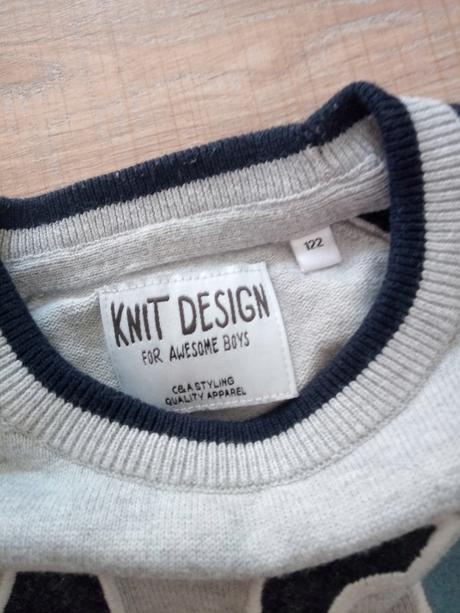 122
KNIT DESIGN
FOR AWESOME BOYS
C&A STYLING
QUALITY APPAREL